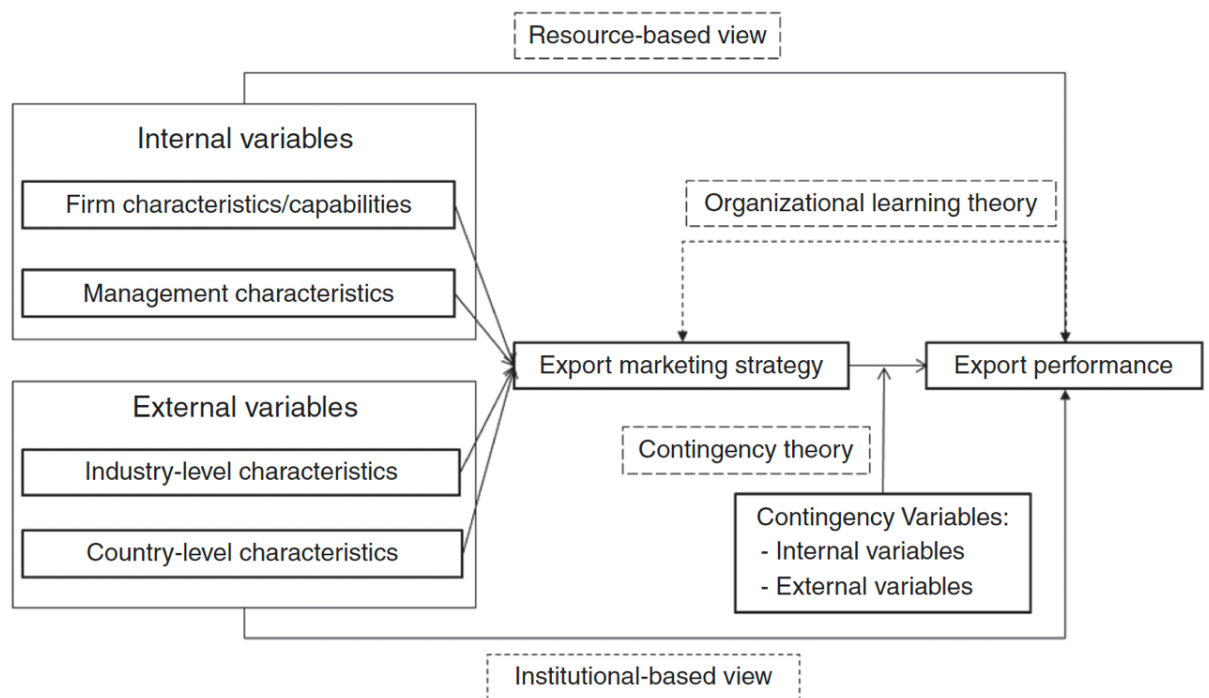 Resource-based view
Internal variables
Firm characteristics/capabilities
Management characteristics
Organizational learning theory
Export marketing strategy
Export performance
External variables
Industry-level characteristics
Country-level characteristics
Contingency theory
Contingency Variables:
- Internal variables
- External variables
Institutional-based view